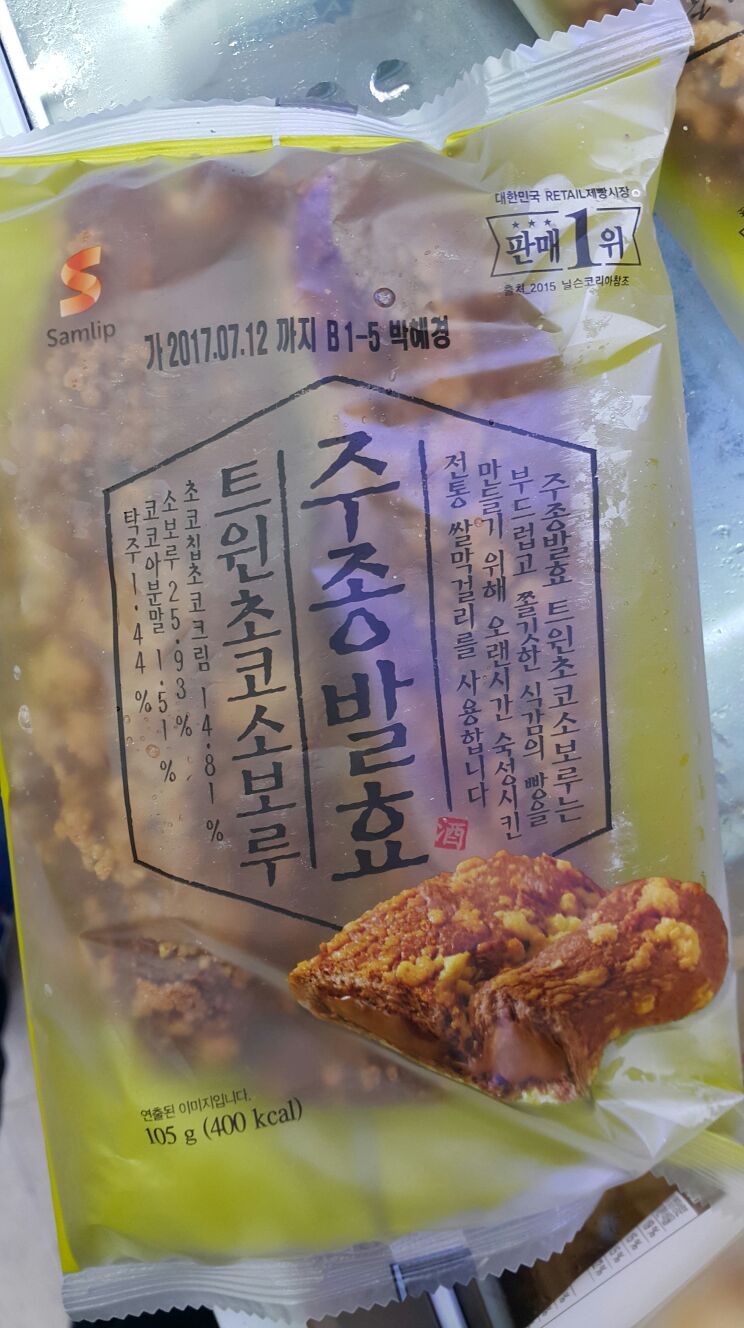 대한민국 RETAIL제빵시장
판매 1위
출처_2015 닐슨코리아참조
Samlip
가 2017.07.12 까지 B1-5 박혜경
주종발효 트윈초코소보루는
부드럽고 쫄깃한 식감의 빵을
만들기 위해 오랜시간 숙성시킨
전통 쌀막걸리를 사용합니다
주종발효
트윈초코소보루
초코칩초코크림 14.81%
소보루 25.93%
코코아분말 1.51%
탁주 1.44%
酒
연출된 이미지입니다.
105 g (400 kcal)